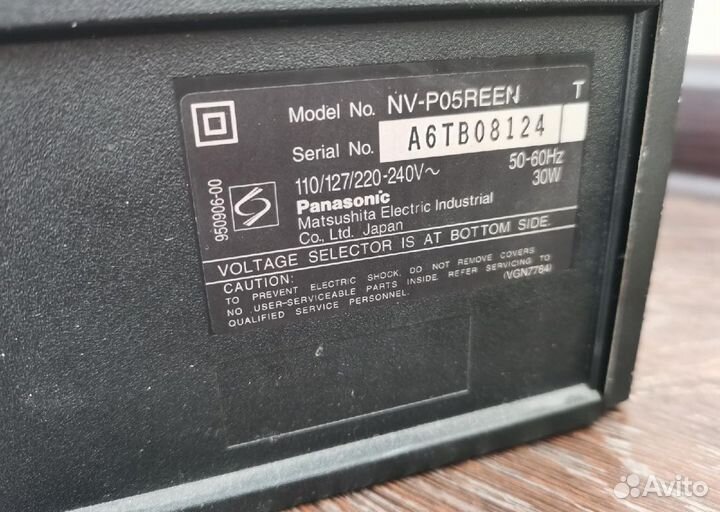 Model No. NV-P05REEN T
Serial No. A6TB08124
110/127/220-240V~ 50-60Hz
30W
Panasonic
Matsushita Electric Industrial
Co., Ltd. Japan
950906-00
VOLTAGE SELECTOR IS AT BOTTOM SIDE.
CAUTION:
TO PREVENT ELECTRIC SHOCK, DO NOT REMOVE COVERS
NO USER-SERVICEABLE PARTS INSIDE. REFER SERVICING TO
QUALIFIED SERVICE PERSONNEL. (VGN7784)
Avito